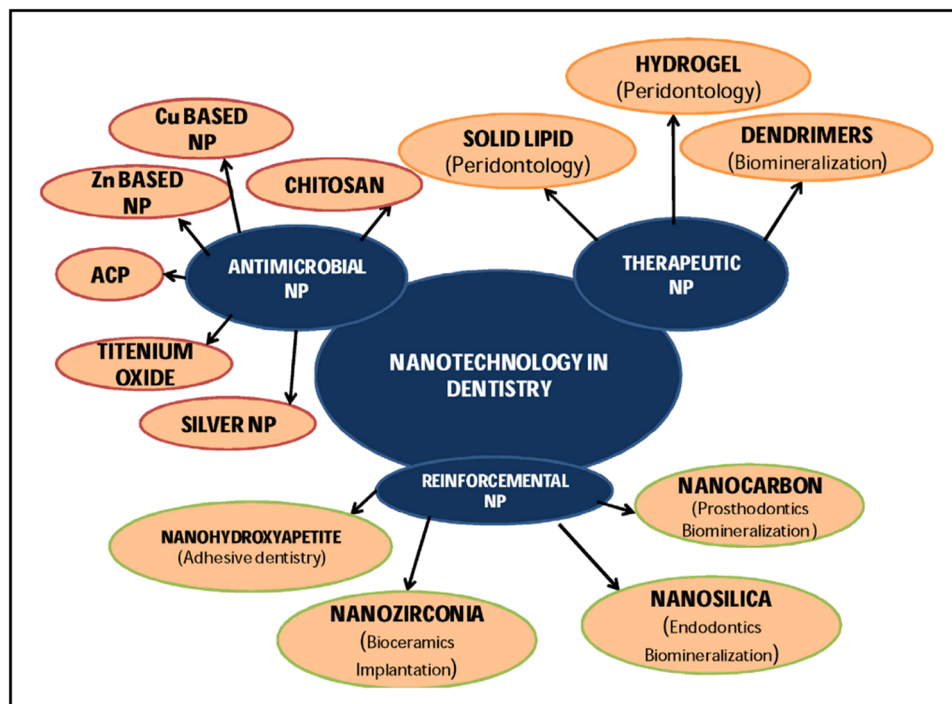 HYDROGEL
(Peridontology)
Cu BASED
NP
SOLID LIPID
(Peridontology)
DENDRIMERS
(Biomineralization)
Zn BASED
NP
CHITOSAN
ANTIMICROBIAL
NP
THERAPEUTIC
NP
ACP
TITENIUM
OXIDE
NANOTECHNOLOGY IN
DENTISTRY
SILVER NP
REINFORCEMENTAL
NP
NANOCARBON
(Prosthodontics
Biomineralization)
NANOHYDROXYAPETITE
(Adhesive dentistry)
NANOZIRCONIA
(Bioceramics
Implantation)
NANOSILICA
(Endodontics
Biomineralization)